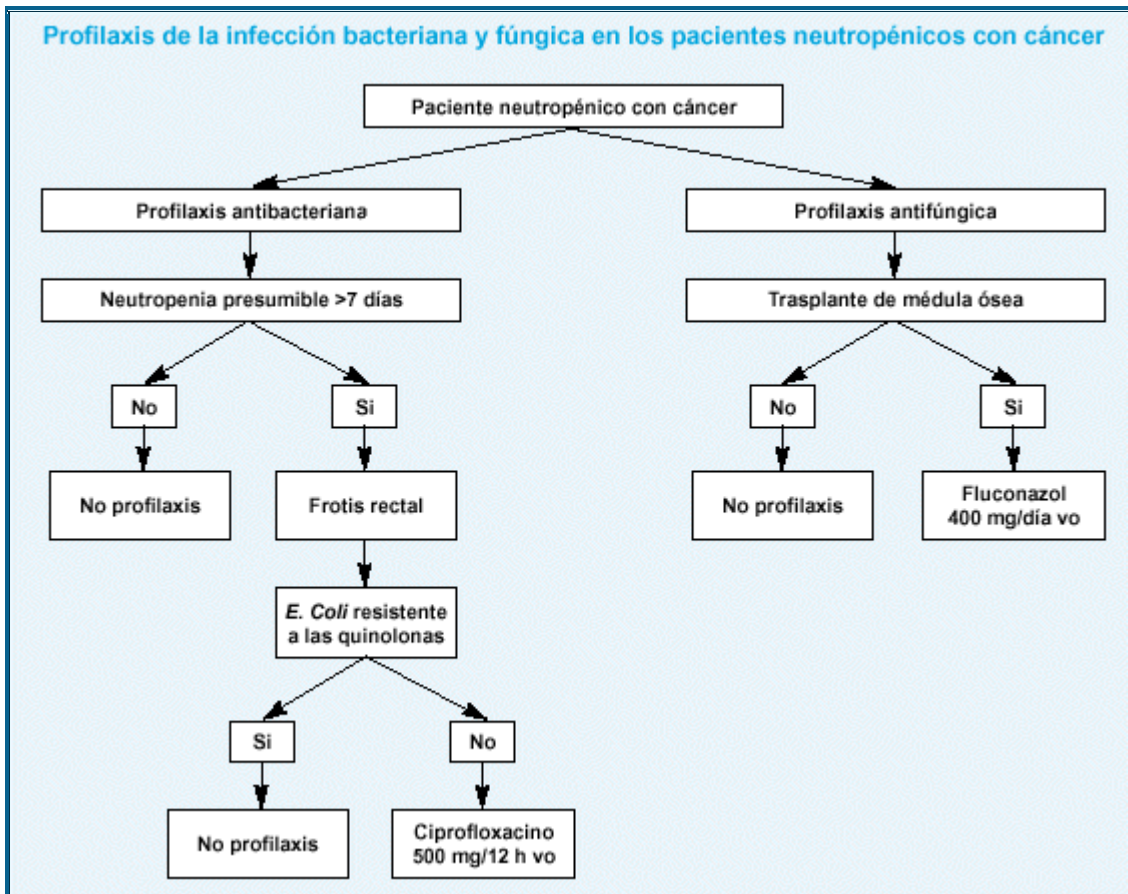 Profilaxis de la infección bacteriana y fúngica en los pacientes neutropénicos con cáncer
Paciente neutropénico con cáncer
Profilaxis antibacteriana
Profilaxis antifúngica
Neutropenia presumible >7 días
Trasplante de médula ósea
No
Si
No
Si
No profilaxis
Frotis rectal
No profilaxis
Fluconazol
400 mg/día vo
E. Coli resistente
a las quinolonas
Si
No
No profilaxis
Ciprofloxacino
500 mg/12 h vo